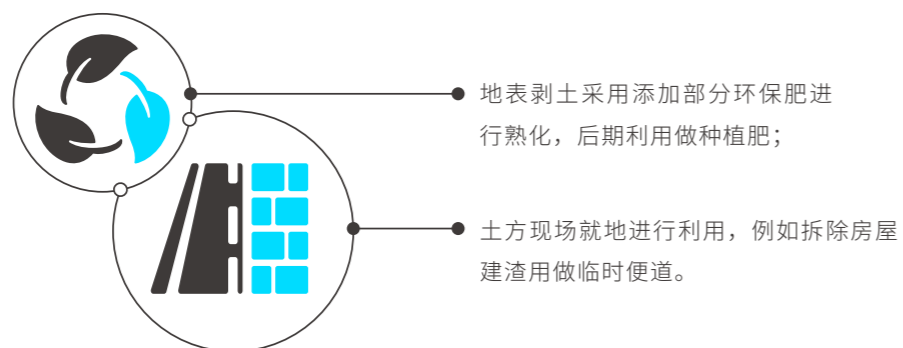 地表剥土采用添加部分环保肥进
行熟化，后期利用做种植肥；
土方现场就地进行利用，例如拆除房屋
建渣用做临时便道。